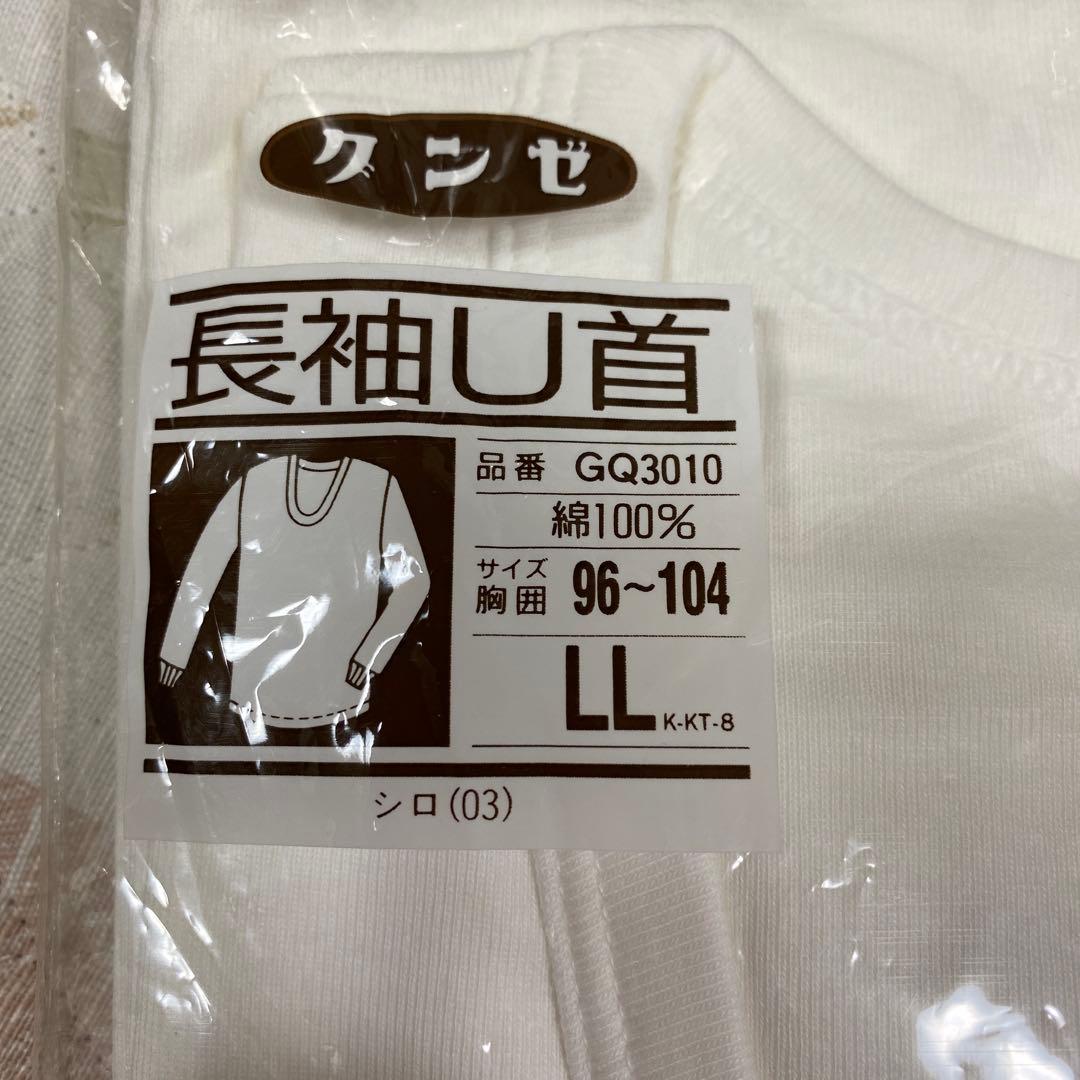 グンゼ
長袖U首
品番 GQ3010
綿100%
サイズ
胸囲 96~104
LL K-KT-8
シロ(03)